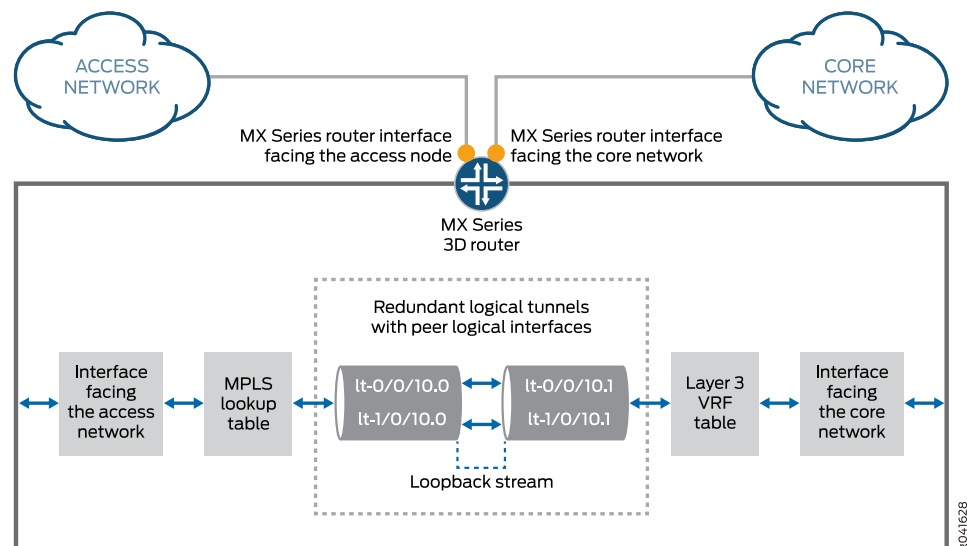 ACCESS
NETWORK
CORE
NETWORK
MX Series router interface
facing the access node
MX Series router interface
facing the core network
MX Series
3D router
Redundant logical tunnels
with peer logical interfaces
Interface
facing
the access
network
MPLS
lookup
table
lt-0/0/10.0
lt-1/0/10.0
lt-0/0/10.1
lt-1/0/10.1
Layer 3
VRF
table
Interface
facing
the core
network
Loopback stream